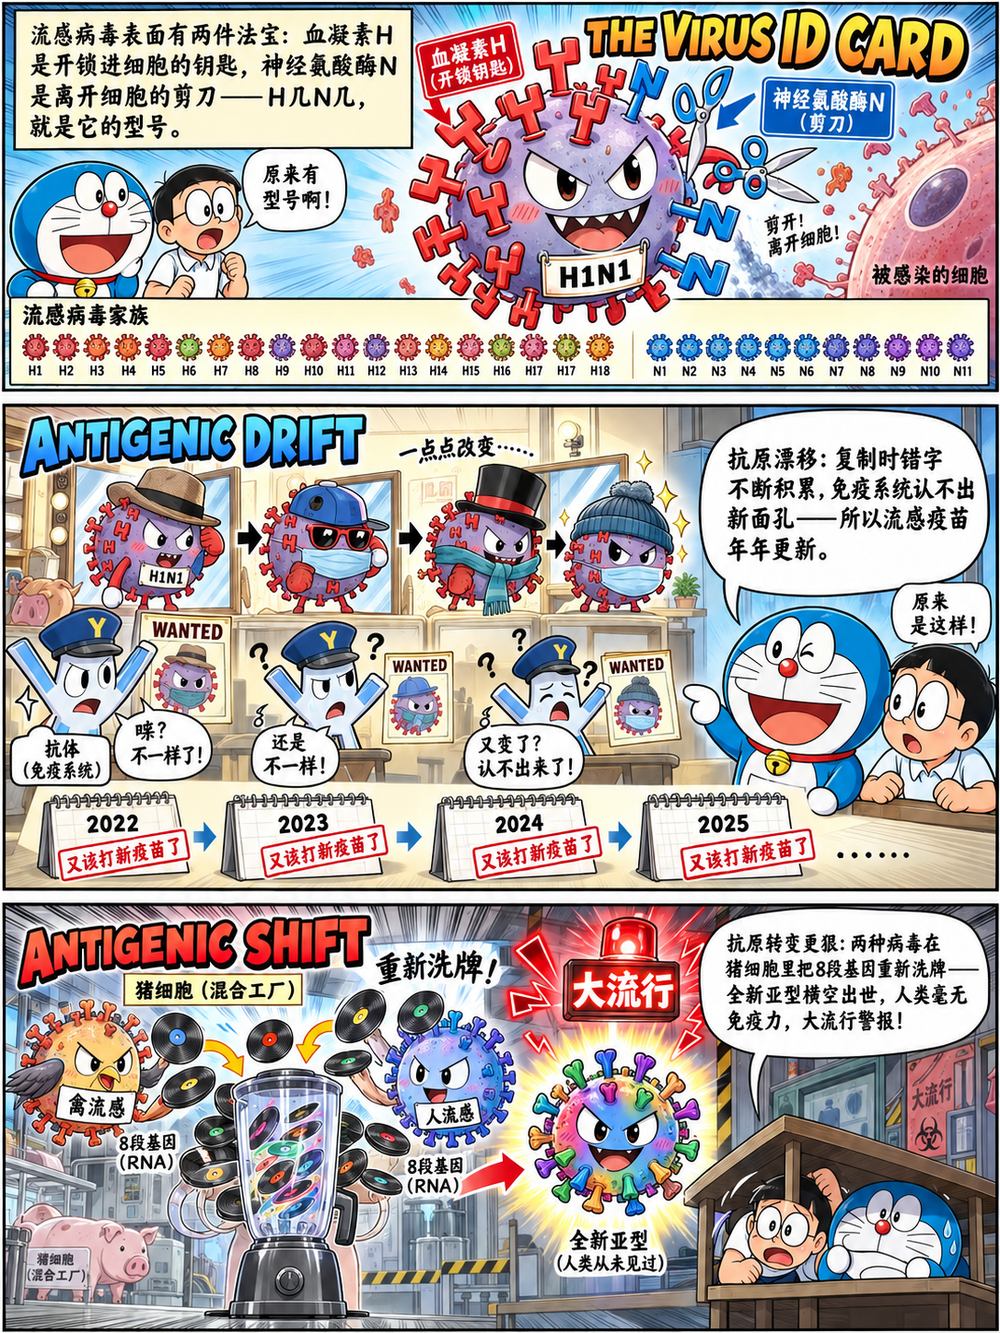 流感病毒表面有两件法宝：血凝素H
是开锁进细胞的钥匙，神经氨酸酶N
是离开细胞的剪刀——H几N几，
就是它的型号。
THE VIRUS ID CARD
血凝素H
（开锁钥匙）
神经氨酸酶N
（剪刀）
原来有
型号啊！
N
N
N
H1N1
剪开！
离开细胞！
被感染的细胞
流感病毒家族
H1 H2 H3 H4 H5 H6 H7 H8 H9 H10 H11 H12 H13 H14 H15 H16 H17 H17 H18
N1 N2 N3 N4 N5 N6 N7 N8 N9 N10 N11
ANTIGENIC DRIFT
一点点改变······
H1N1
抗原漂移：复制时错字
不断积累，免疫系统认不出
新面孔——所以流感疫苗
年年更新。
原来
是这样！
Y
WANTED
? ?
Y
WANTED
? ? ?
Y
WANTED
抗体
（免疫系统）
咦？
不一样了！
还是
不一样！
又变了？
认不出来了！
2022
又该打新疫苗了
2023
又该打新疫苗了
2024
又该打新疫苗了
2025
又该打新疫苗了
······
ANTIGENIC SHIFT
重新洗牌！
猪细胞（混合工厂）
禽流感
8段基因
（RNA）
人流感
8段基因
（RNA）
猪细胞
（混合工厂）
大流行
全新亚型
（人类从未见过）
抗原转变更狠：两种病毒在
猪细胞里把8段基因重新洗牌——
全新亚型横空出世，人类毫无
免疫力，大流行警报！
大流行